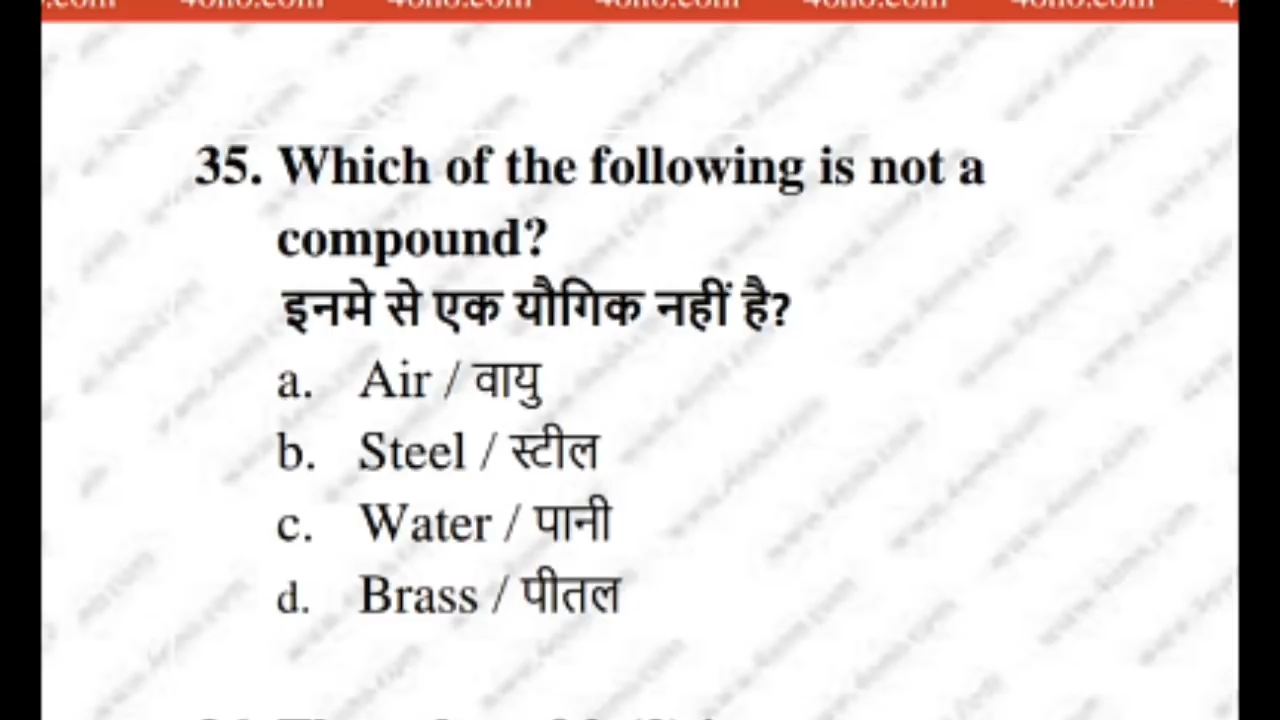 35. Which of the following is not a
compound?
इनमे से एक यौगिक नहीं है?
a. Air / वायु
b. Steel / स्टील
c. Water / पानी
d. Brass / पीतल